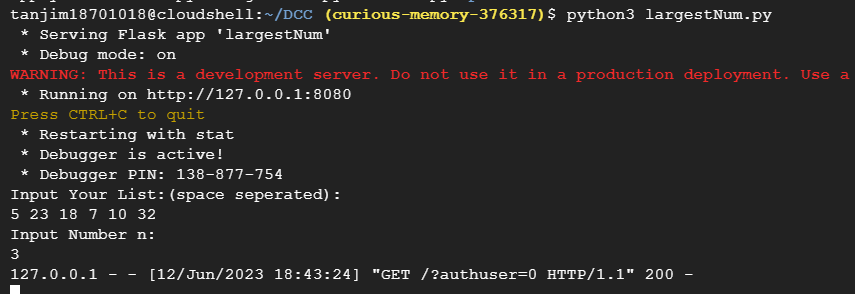 tanjim18701018@cloudshell:~/DCC (curious-memory-376317)$ python3 largestNum.py
 * Serving Flask app 'largestNum'
 * Debug mode: on
WARNING: This is a development server. Do not use it in a production deployment. Use a
 * Running on http://127.0.0.1:8080
Press CTRL+C to quit
 * Restarting with stat
 * Debugger is active!
 * Debugger PIN: 138-877-754
Input Your List:(space seperated):
5 23 18 7 10 32
Input Number n:
3
127.0.0.1 - - [12/Jun/2023 18:43:24] "GET /?authuser=0 HTTP/1.1" 200 -